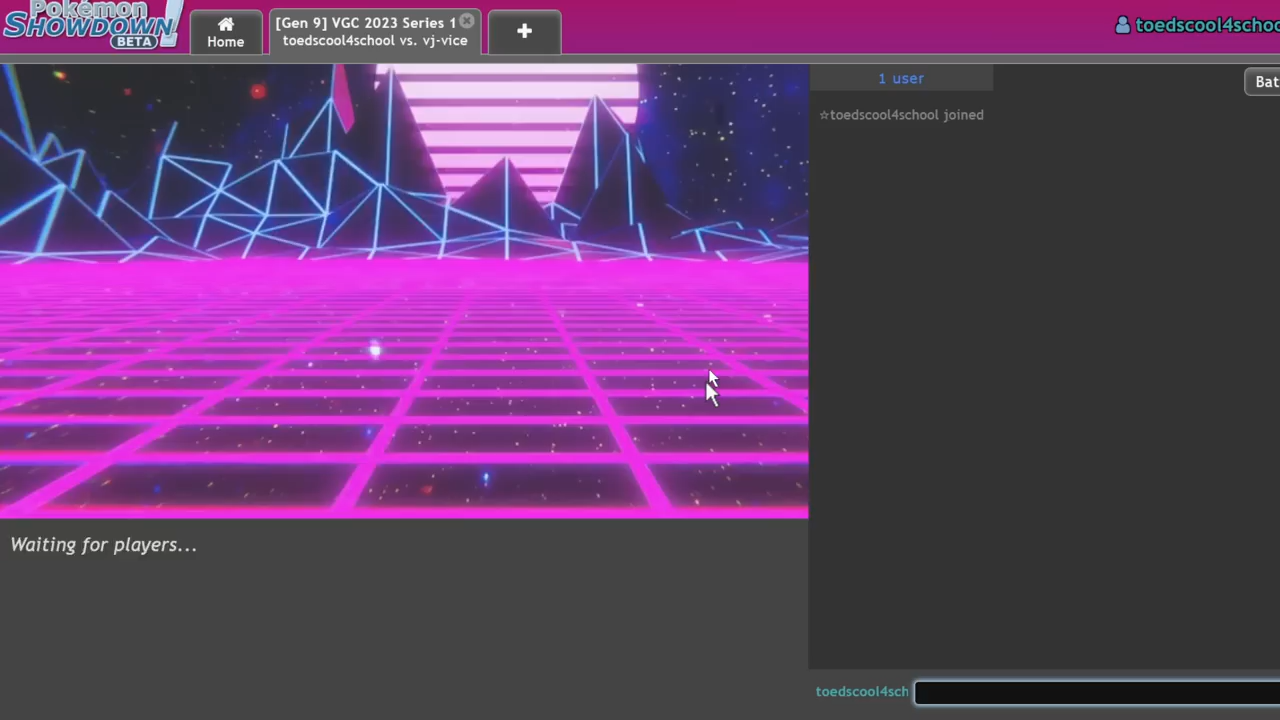 Pokémon
SHOWDOWN!
BETA
Home
[Gen 9] VGC 2023 Series 1
toedscool4school vs. vj-vice
toedscool4schoo
1 user
Bat
☆toedscool4school joined
Waiting for players...
toedscool4sch